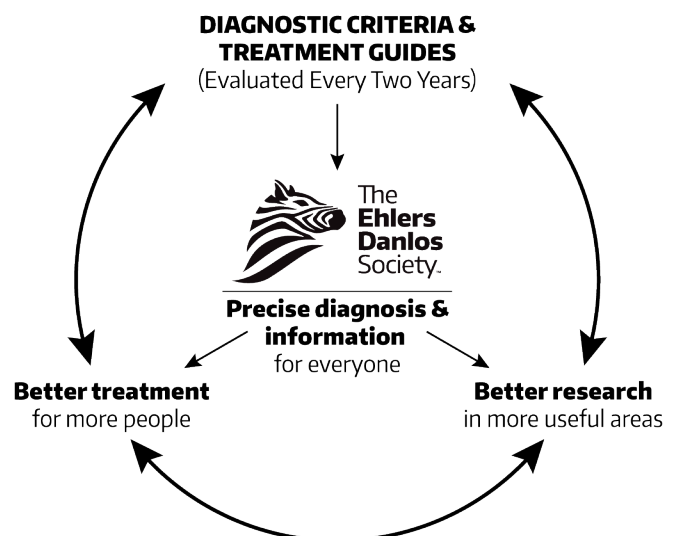 DIAGNOSTIC CRITERIA &
TREATMENT GUIDES
(Evaluated Every Two Years)
The
Ehlers
Danlos
Society™
Precise diagnosis &
information
for everyone
Better treatment
for more people
Better research
in more useful areas